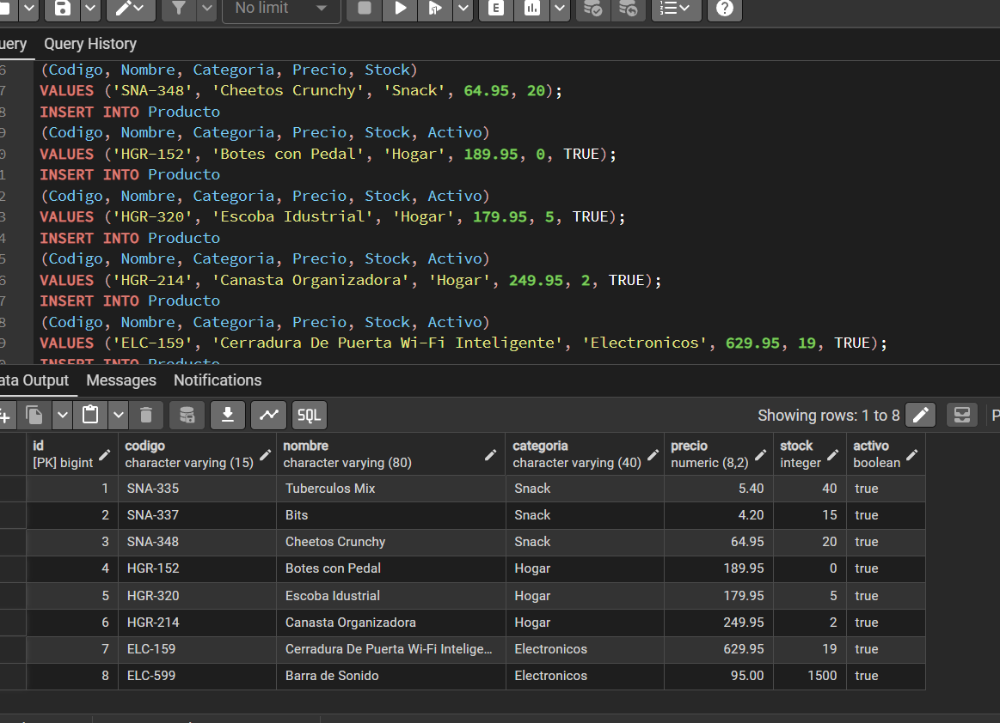 No limit
E
SQL
Query History
(Codigo, Nombre, Categoria, Precio, Stock)
VALUES ('SNA-348', 'Cheetos Crunchy', 'Snack', 64.95, 20);
INSERT INTO Producto
(Codigo, Nombre, Categoria, Precio, Stock, Activo)
VALUES ('HGR-152', 'Botes con Pedal', 'Hogar', 189.95, 0, TRUE);
INSERT INTO Producto
(Codigo, Nombre, Categoria, Precio, Stock, Activo)
VALUES ('HGR-320', 'Escoba Idustrial', 'Hogar', 179.95, 5, TRUE);
INSERT INTO Producto
(Codigo, Nombre, Categoria, Precio, Stock, Activo)
VALUES ('HGR-214', 'Canasta Organizadora', 'Hogar', 249.95, 2, TRUE);
INSERT INTO Producto
(Codigo, Nombre, Categoria, Precio, Stock, Activo)
VALUES ('ELC-159', 'Cerradura De Puerta Wi-Fi Inteligente', 'Electronicos', 629.95, 19, TRUE);
INSERT INTO Producto
ata Output Messages Notifications
Showing rows: 1 to 8
id codigo nombre categoria precio stock activo
[PK] bigint character varying (15) character varying (80) character varying (40) numeric (8,2) integer boolean
1 SNA-335 Tuberculos Mix Snack 5.40 40 true
2 SNA-337 Bits Snack 4.20 15 true
3 SNA-348 Cheetos Crunchy Snack 64.95 20 true
4 HGR-152 Botes con Pedal Hogar 189.95 0 true
5 HGR-320 Escoba Idustrial Hogar 179.95 5 true
6 HGR-214 Canasta Organizadora Hogar 249.95 2 true
7 ELC-159 Cerradura De Puerta Wi-Fi Intelige... Electronicos 629.95 19 true
8 ELC-599 Barra de Sonido Electronicos 95.00 1500 true